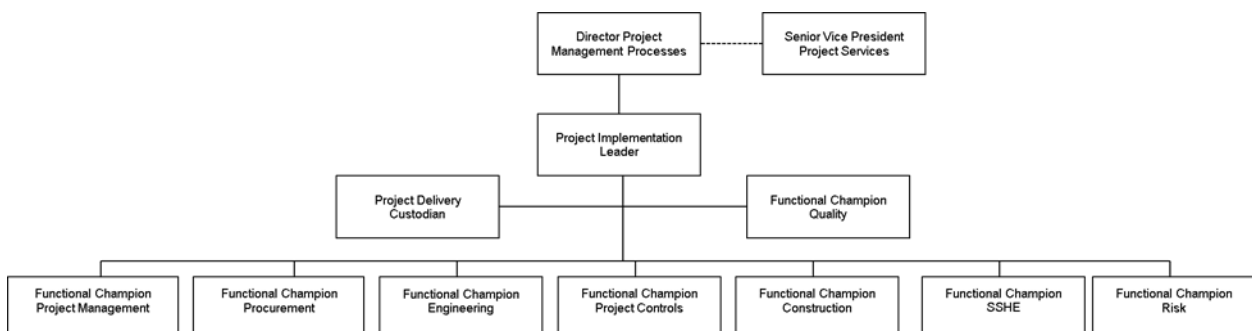 Director Project
Management Processes
Senior Vice President
Project Services
Project Implementation
Leader
Project Delivery
Custodian
Functional Champion
Quality
Functional Champion
Project Management
Functional Champion
Procurement
Functional Champion
Engineering
Functional Champion
Project Controls
Functional Champion
Construction
Functional Champion
SSHE
Functional Champion
Risk